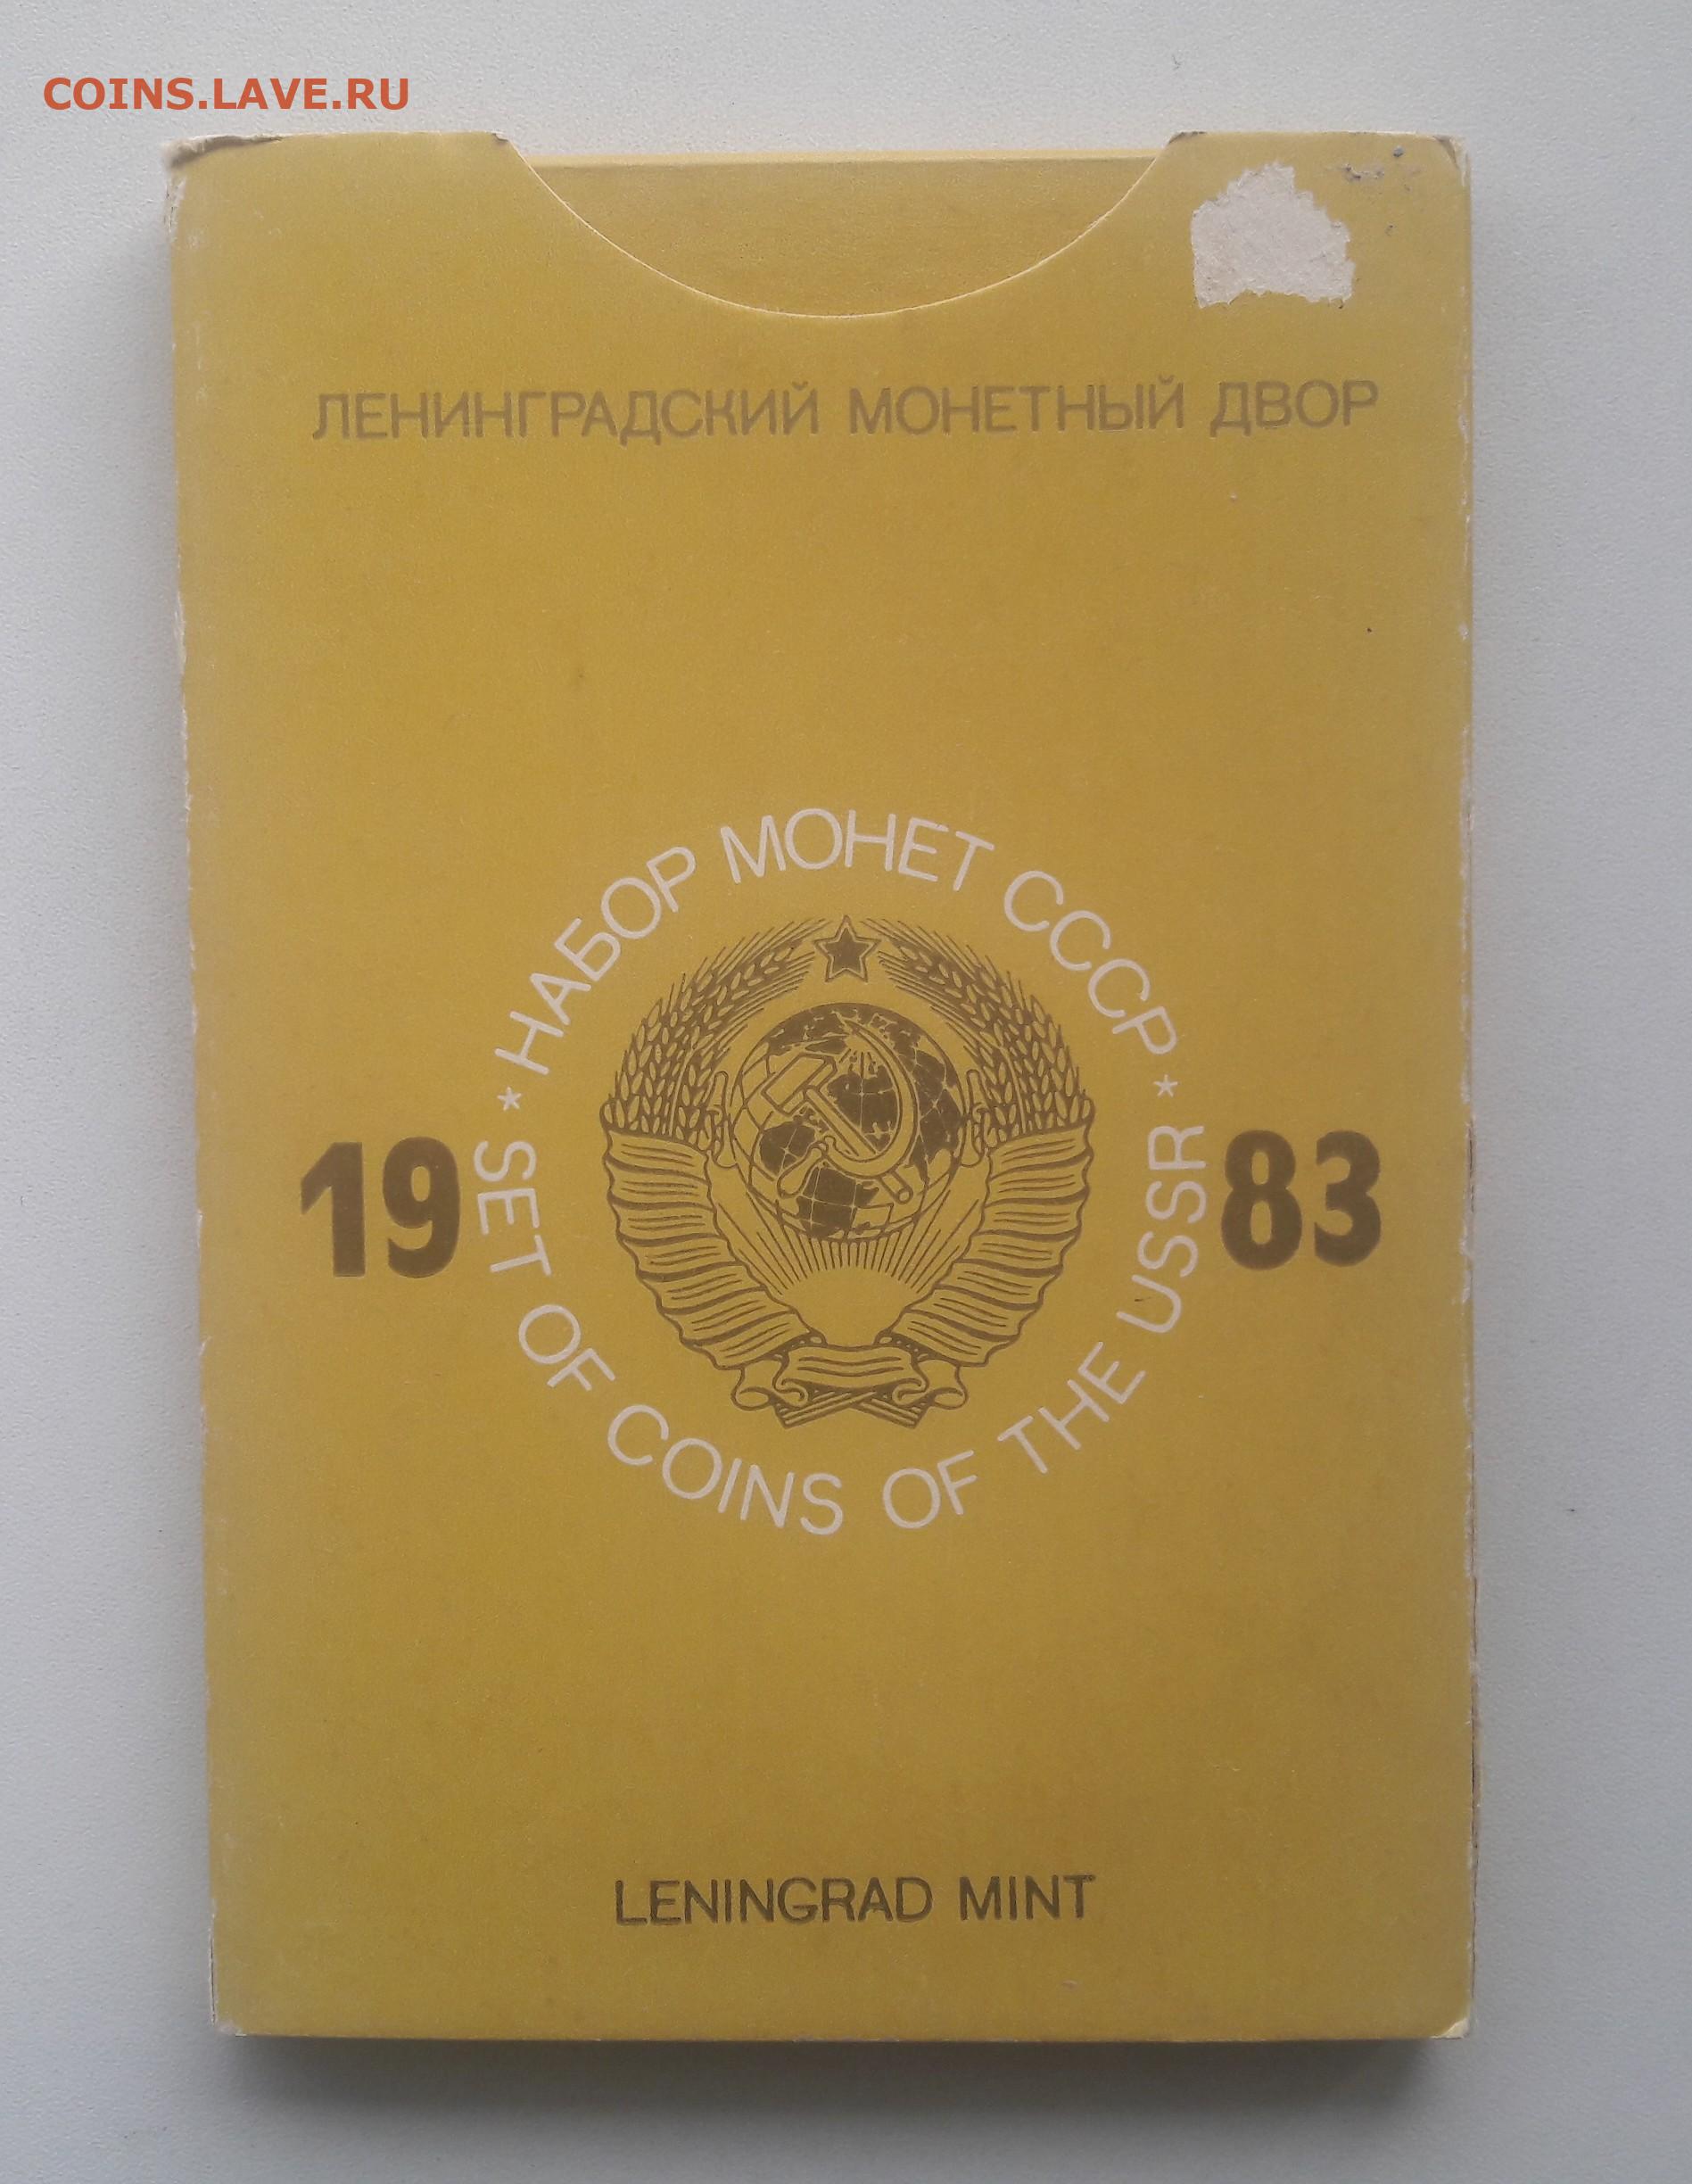 COINS.LAVE.RU
ЛЕНИНГРАДСКИЙ МОНЕТНЫЙ ДВОР
* НАБОР МОНЕТ СССР *
19 83
SET OF COINS OF THE USSR
LENINGRAD MINT